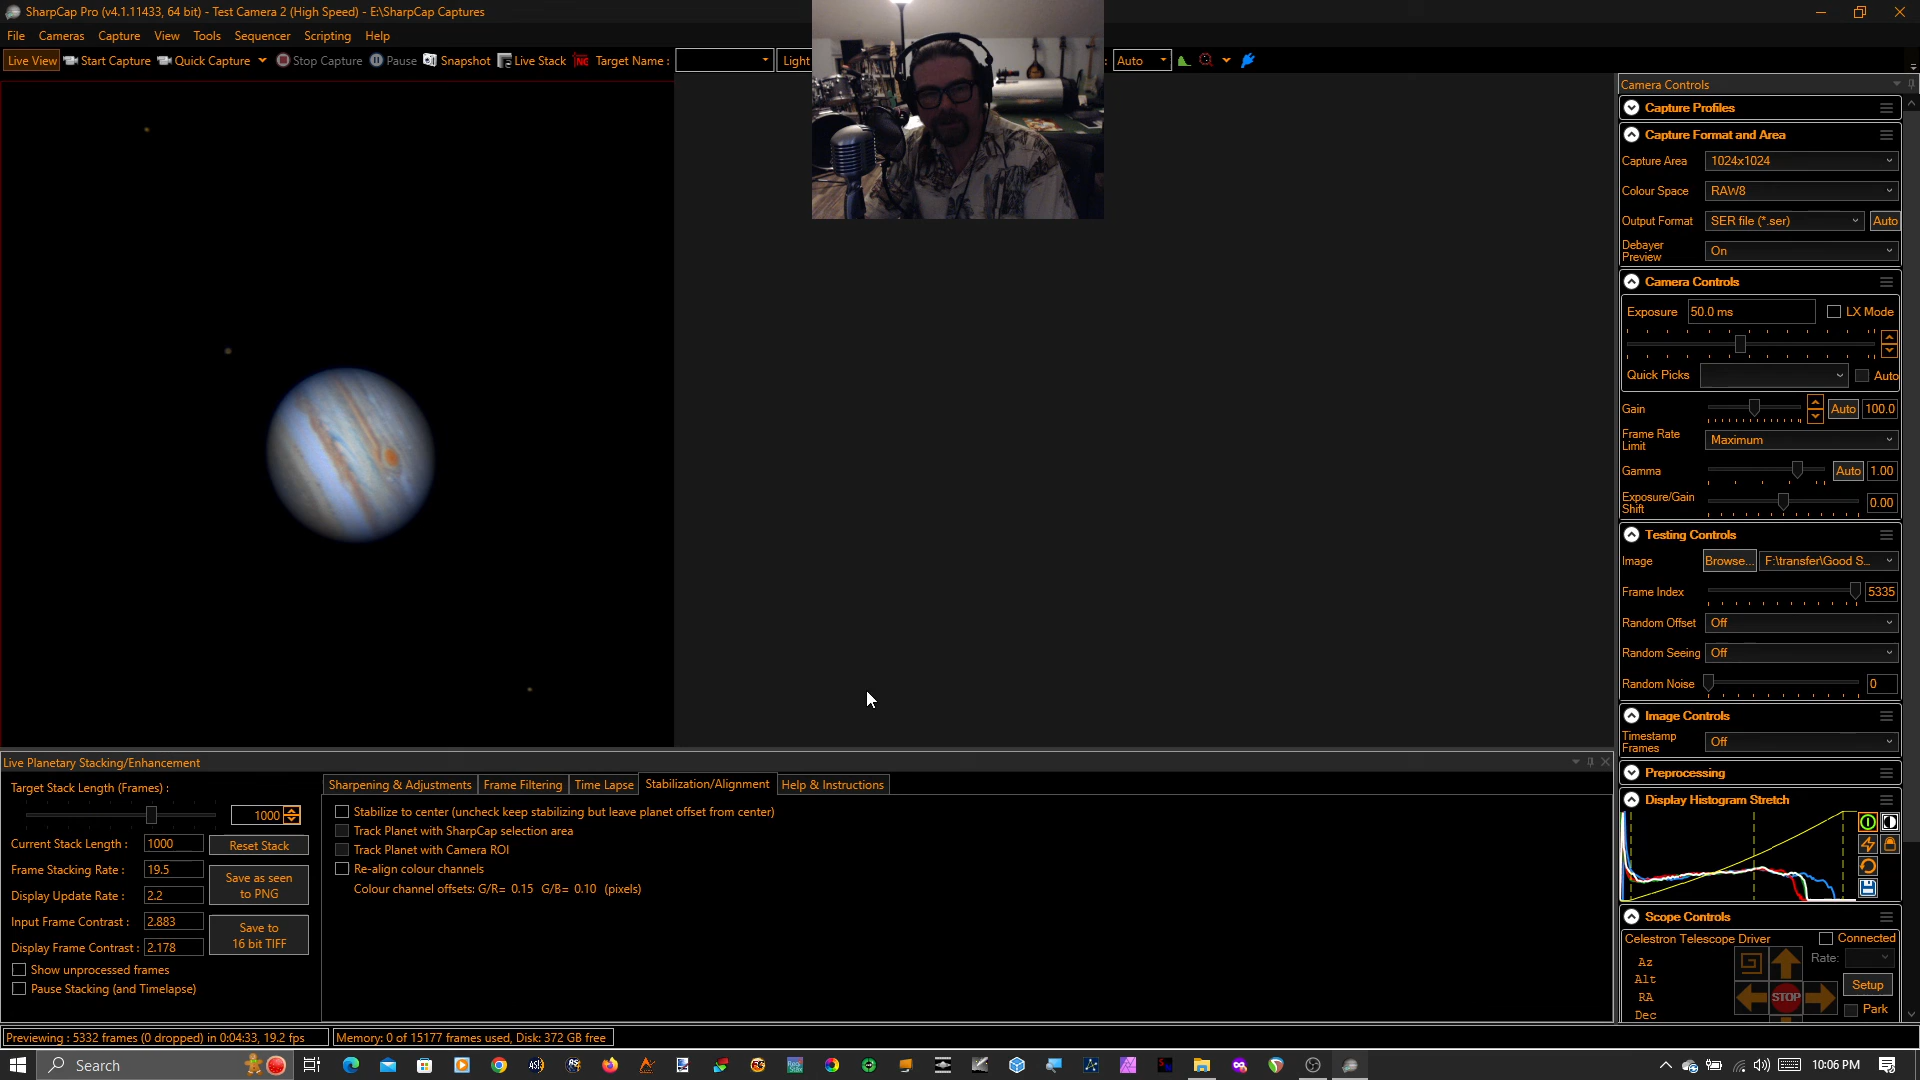 SharpCap Pro (v4.1.11433, 64 bit) - Test Camera 2 (High Speed) - E:\SharpCap Captures
File Cameras Capture View Tools Sequencer Scripting Help
Live View Start Capture Quick Capture Stop Capture Pause Snapshot Live Stack Target Name : Light : Auto
Camera Controls
Capture Profiles
Capture Format and Area
Capture Area 1024x1024
Colour Space RAW8
Output Format SER file (*.ser) Auto
Debayer Preview On
Camera Controls
Exposure 50.0 ms LX Mode
Quick Picks Auto
Gain Auto 100.0
Frame Rate Limit Maximum
Gamma Auto 1.00
Exposure/Gain Shift 0.00
Testing Controls
Image Browse... F:\transfer\Good S...
Frame Index 5335
Random Offset Off
Random Seeing Off
Random Noise 0
Image Controls
Timestamp Frames Off
Preprocessing
Display Histogram Stretch
Scope Controls
Celestron Telescope Driver Connected
Az Rate:
Alt Setup
RA STOP Park
Dec
Live Planetary Stacking/Enhancement
Target Stack Length (Frames) :
1000
Current Stack Length : 1000 Reset Stack
Frame Stacking Rate : 19.5 Save as seen to PNG
Display Update Rate : 2.2
Input Frame Contrast : 2.883 Save to 16 bit TIFF
Display Frame Contrast : 2.178
Show unprocessed frames
Pause Stacking (and Timelapse)
Sharpening & Adjustments Frame Filtering Time Lapse Stabilization/Alignment Help & Instructions
Stabilize to center (uncheck keep stabilizing but leave planet offset from center)
Track Planet with SharpCap selection area
Track Planet with Camera ROI
Re-align colour channels
Colour channel offsets: G/R= 0.15 G/B= 0.10 (pixels)
Previewing : 5332 frames (0 dropped) in 0:04:33, 19.2 fps Memory: 0 of 15177 frames used, Disk: 372 GB free
Search 10:06 PM